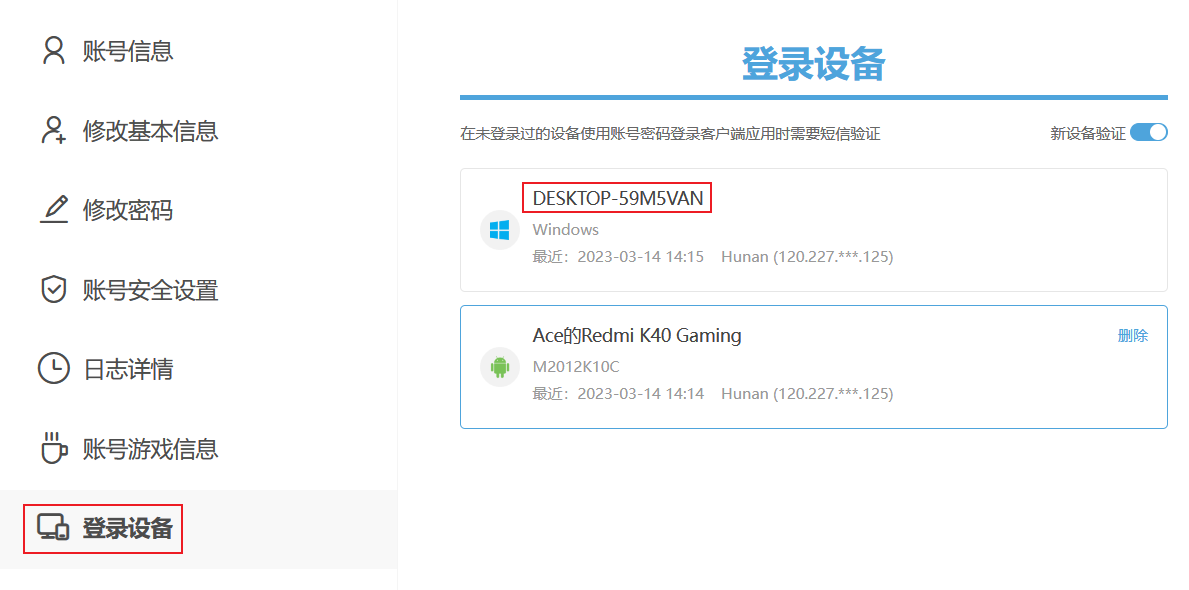 账号信息
修改基本信息
修改密码
账号安全设置
日志详情
账号游戏信息
登录设备
登录设备
在未登录过的设备使用账号密码登录客户端应用时需要短信验证
新设备验证
DESKTOP-59M5VAN
Windows
最近：2023-03-14 14:15 Hunan (120.227.***.125)
Ace的Redmi K40 Gaming
删除
M2012K10C
最近：2023-03-14 14:14 Hunan (120.227.***.125)